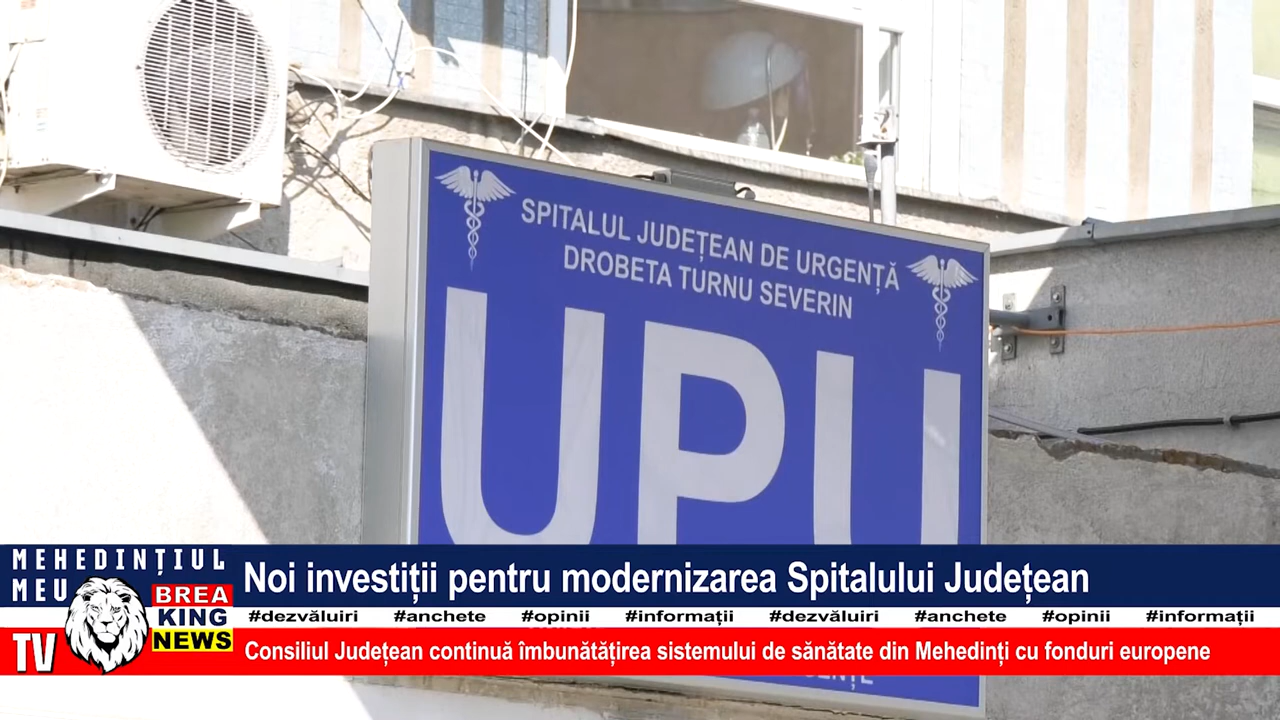 SPITALUL JUDEȚEAN DE URGENȚĂ
DROBETA TURNU SEVERIN
UPU
MEHEDINȚIUL
MEU
TV
BREA
KING
NEWS
Noi investiții pentru modernizarea Spitalului Județean
#dezvăluiri #anchete #opinii #informații #dezvăluiri #anchete #opinii #informații
Consiliul Județean continuă îmbunătățirea sistemului de sănătate din Mehedinți cu fonduri europene